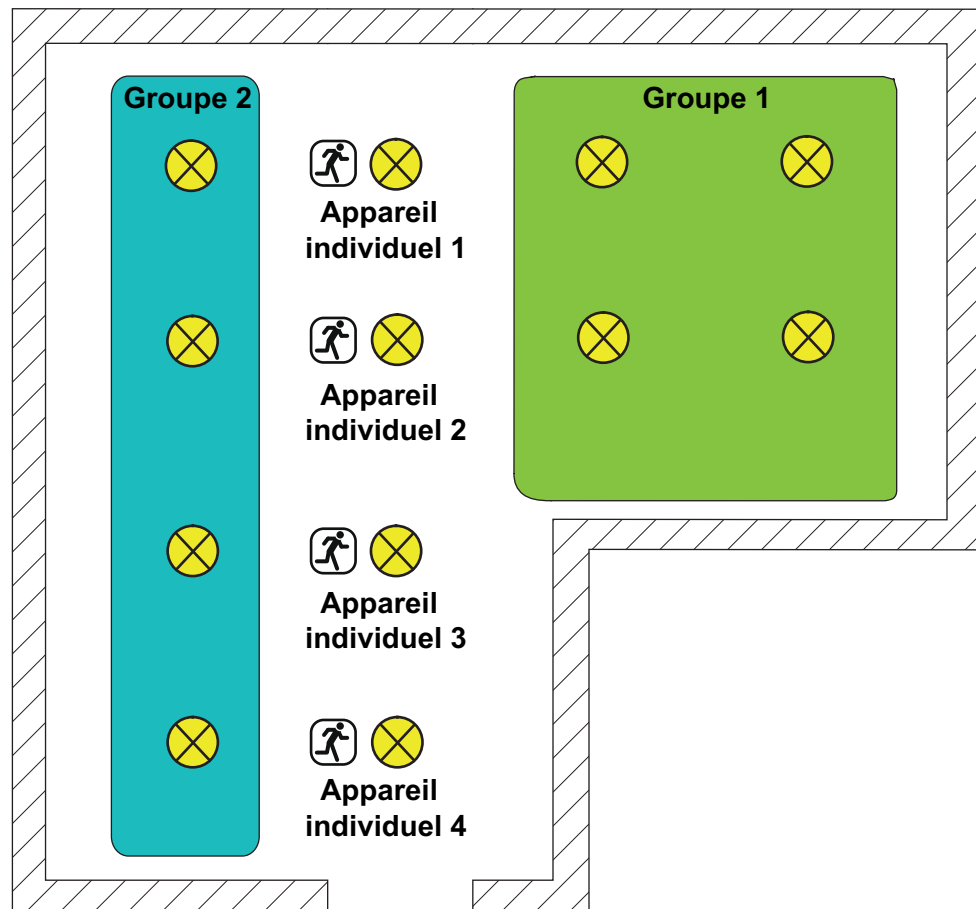 Groupe 2
Groupe 1
Appareil
individuel 1
Appareil
individuel 2
Appareil
individuel 3
Appareil
individuel 4